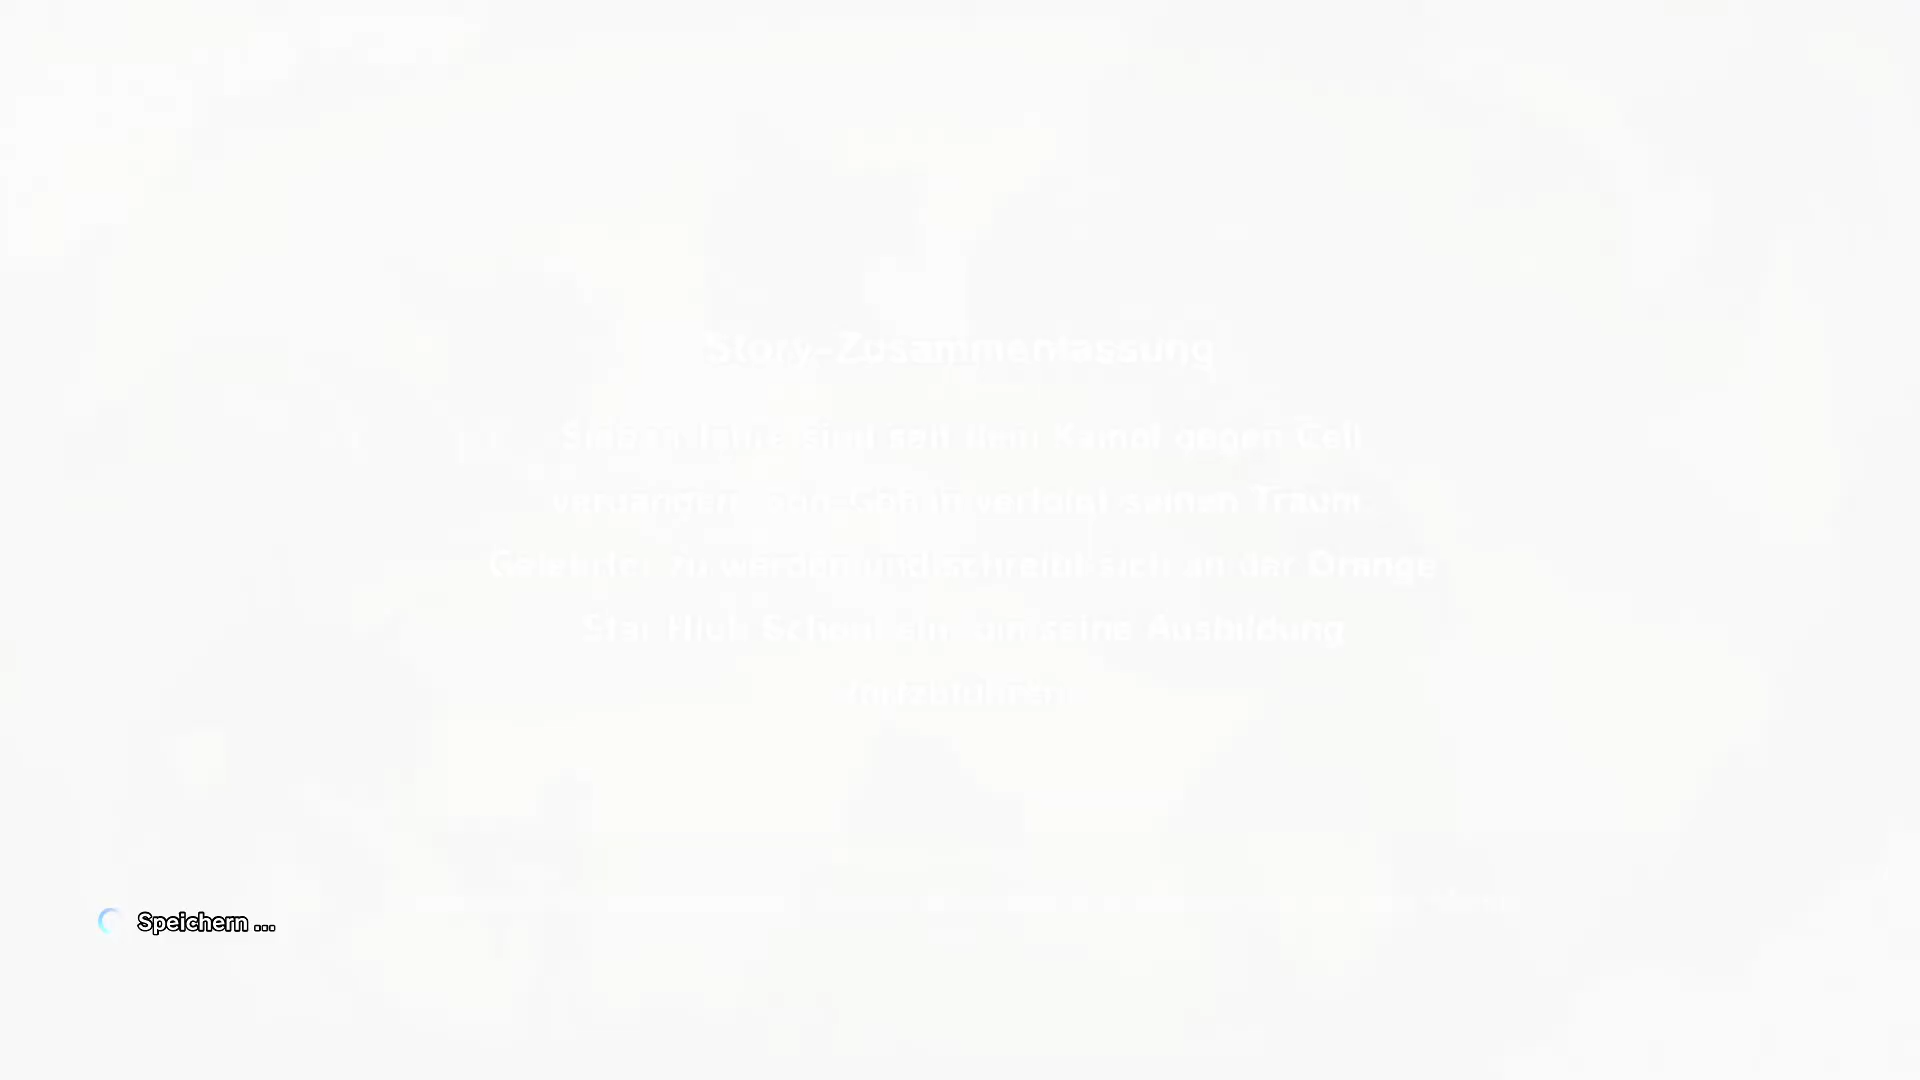 Story-Zusammenfassung
Sieben Jahre sind seit dem Kampf gegen Cell
vergangen. Son-Gohan verfolgt seinen Traum,
Gelehrter zu werden und schreibt sich an der Orange
Star High School ein, um seine Ausbildung
Speichern ...